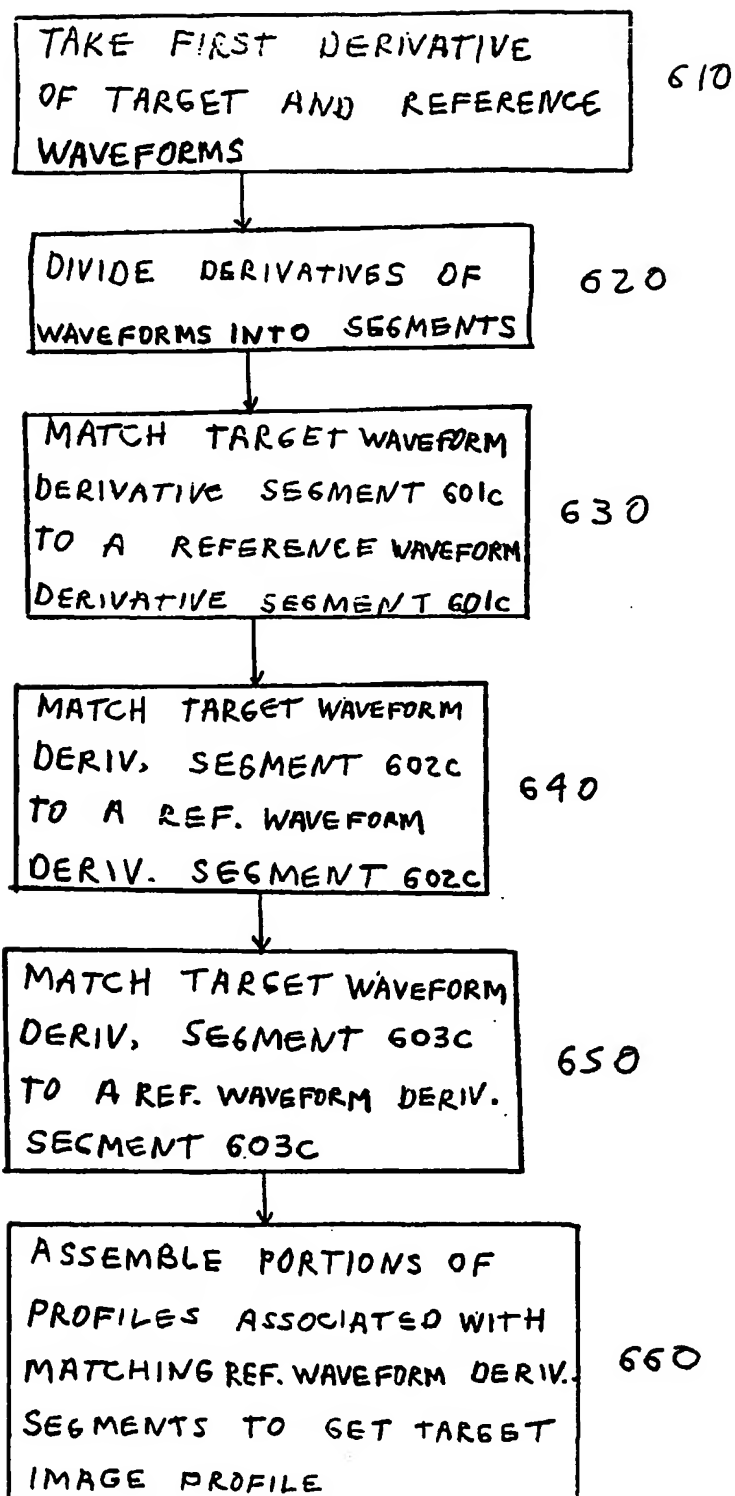 TAKE FIRST DERIVATIVE
OF TARGET AND REFERENCE
WAVEFORMS
610
DIVIDE DERIVATIVES OF
WAVEFORMS INTO SEGMENTS
620
MATCH TARGET WAVEFORM
DERIVATIVE SEGMENT 601C
TO A REFERENCE WAVEFORM
DERIVATIVE SEGMENT 601C
630
MATCH TARGET WAVEFORM
DERIV. SEGMENT 602C
TO A REF. WAVEFORM
DERIV. SEGMENT 602C
640
MATCH TARGET WAVEFORM
DERIV. SEGMENT 603C
TO A REF. WAVEFORM DERIV.
SEGMENT 603C
650
ASSEMBLE PORTIONS OF
PROFILES ASSOCIATED WITH
MATCHING REF. WAVEFORM DERIV.
SEGMENTS TO GET TARGET
IMAGE PROFILE
660